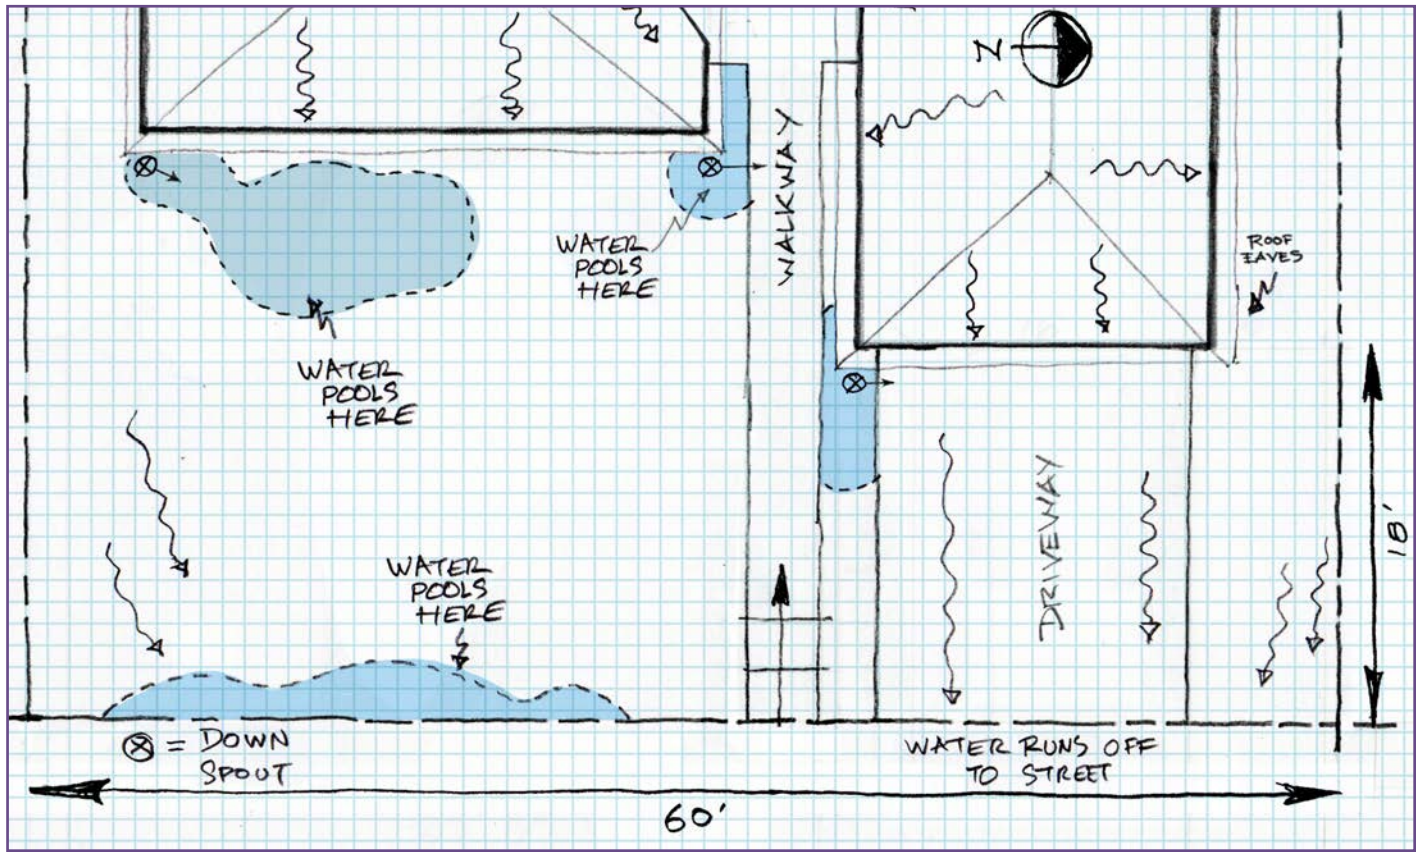 N
WALKWAY
ROOF
EAVES
WATER
POOLS
HERE
WATER
POOLS
HERE
WATER
POOLS
HERE
DRIVEWAY
18'
⊗ = DOWN
SPOUT
WATER RUNS OFF
TO STREET
60'